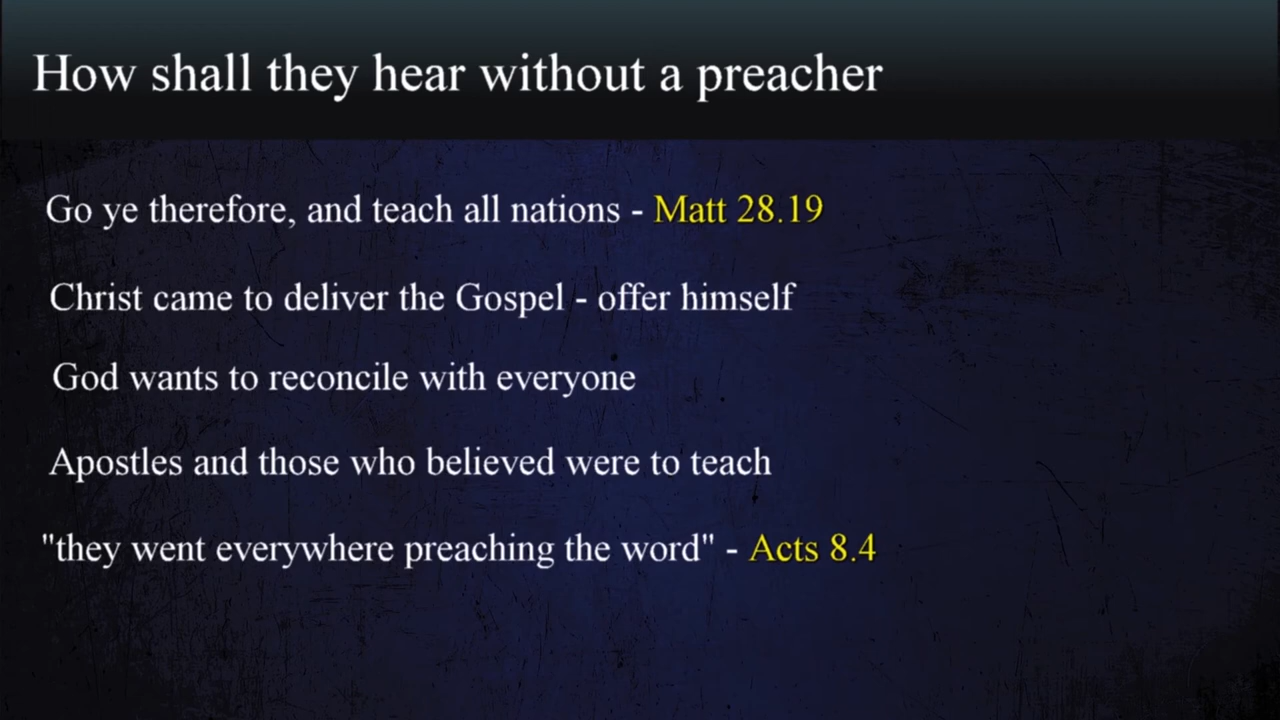 How shall they hear without a preacher
Go ye therefore, and teach all nations - Matt 28.19
Christ came to deliver the Gospel - offer himself
God wants to reconcile with everyone
Apostles and those who believed were to teach
"they went everywhere preaching the word" - Acts 8.4